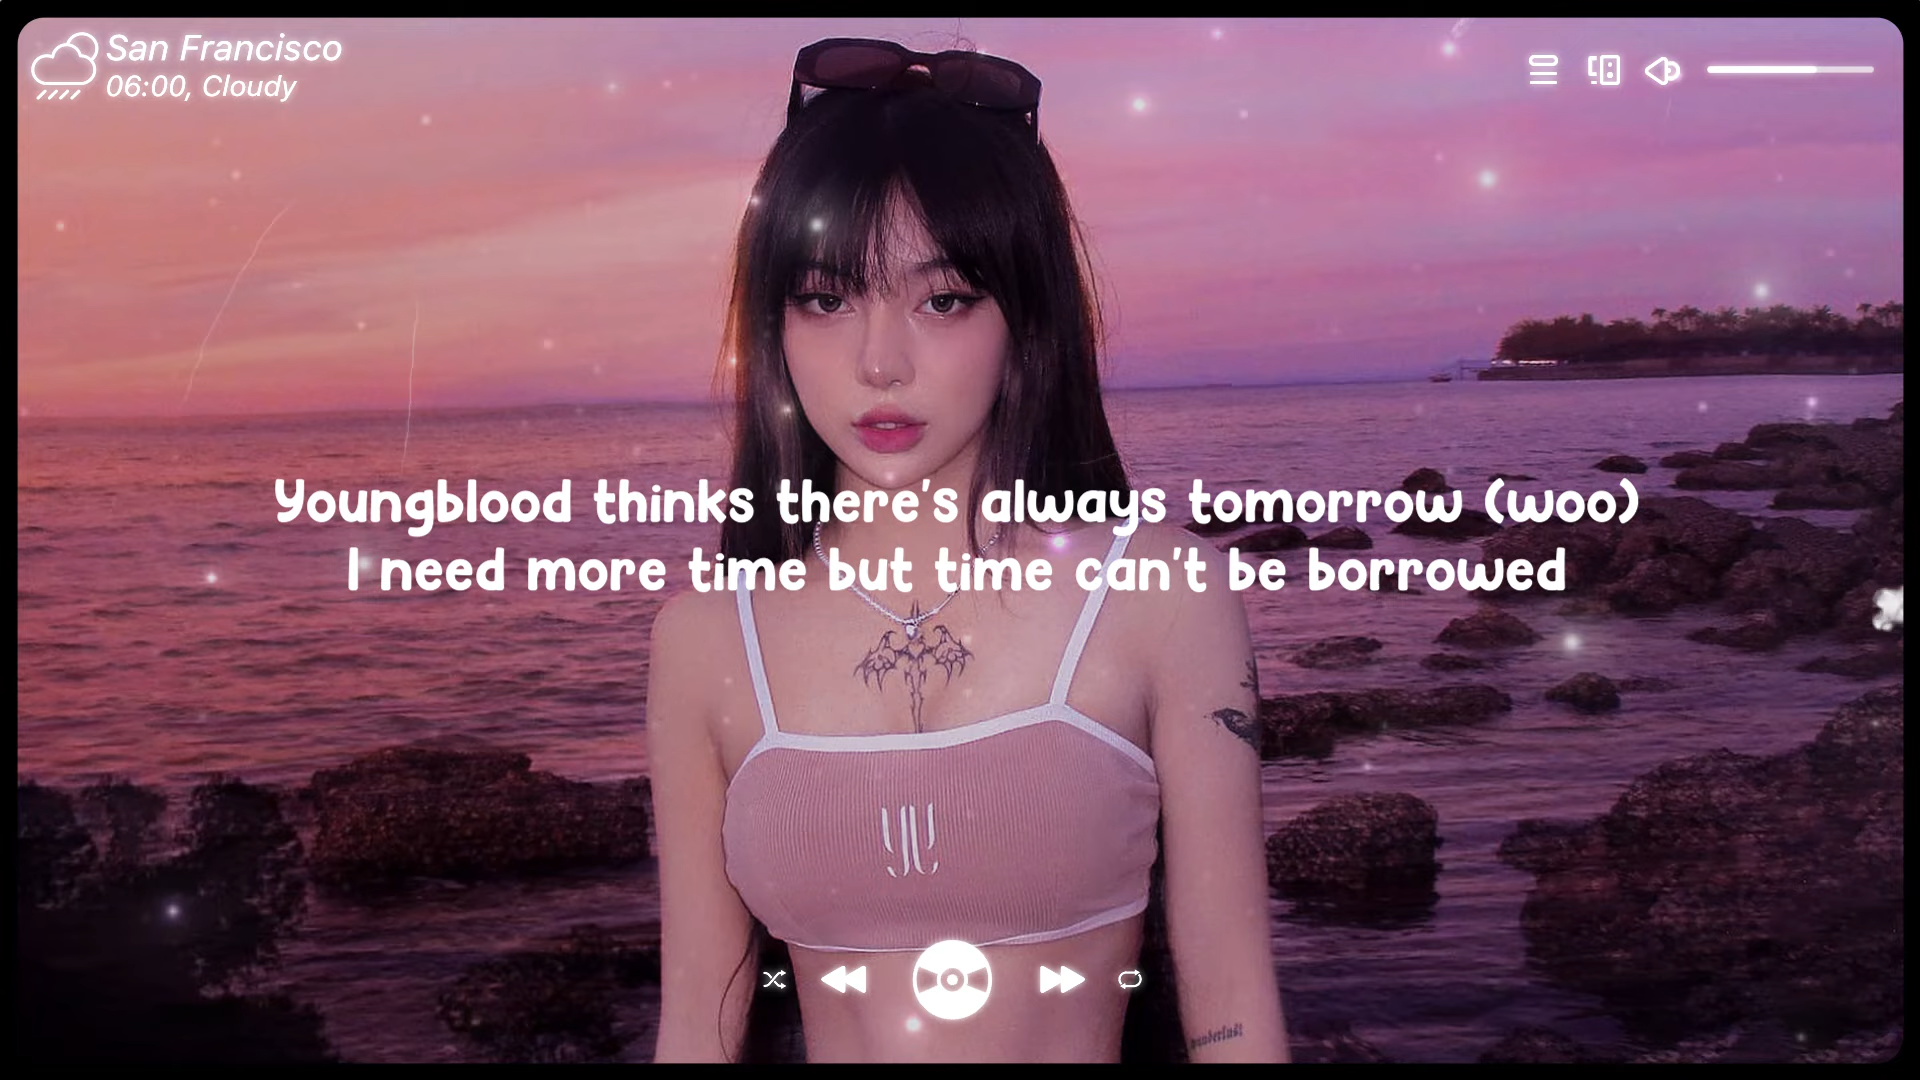 San Francisco
06:00, Cloudy
Youngblood thinks there's always tomorrow (woo)
I need more time but time can't be borrowed
wanderlust